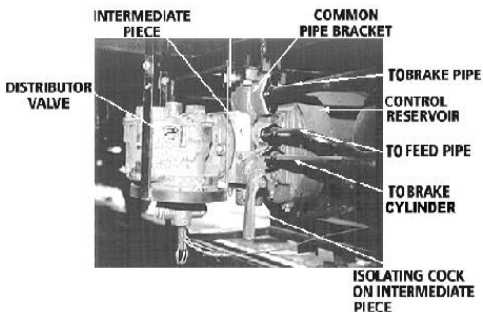 INTERMEDIATE
PIECE
COMMON
PIPE BRACKET
DISTRIBUTOR
VALVE
TO BRAKE PIPE
CONTROL
RESERVOIR
TO FEED PIPE
TO BRAKE
CYLINDER
ISOLATING COCK
ON INTERMEDIATE
PIECE